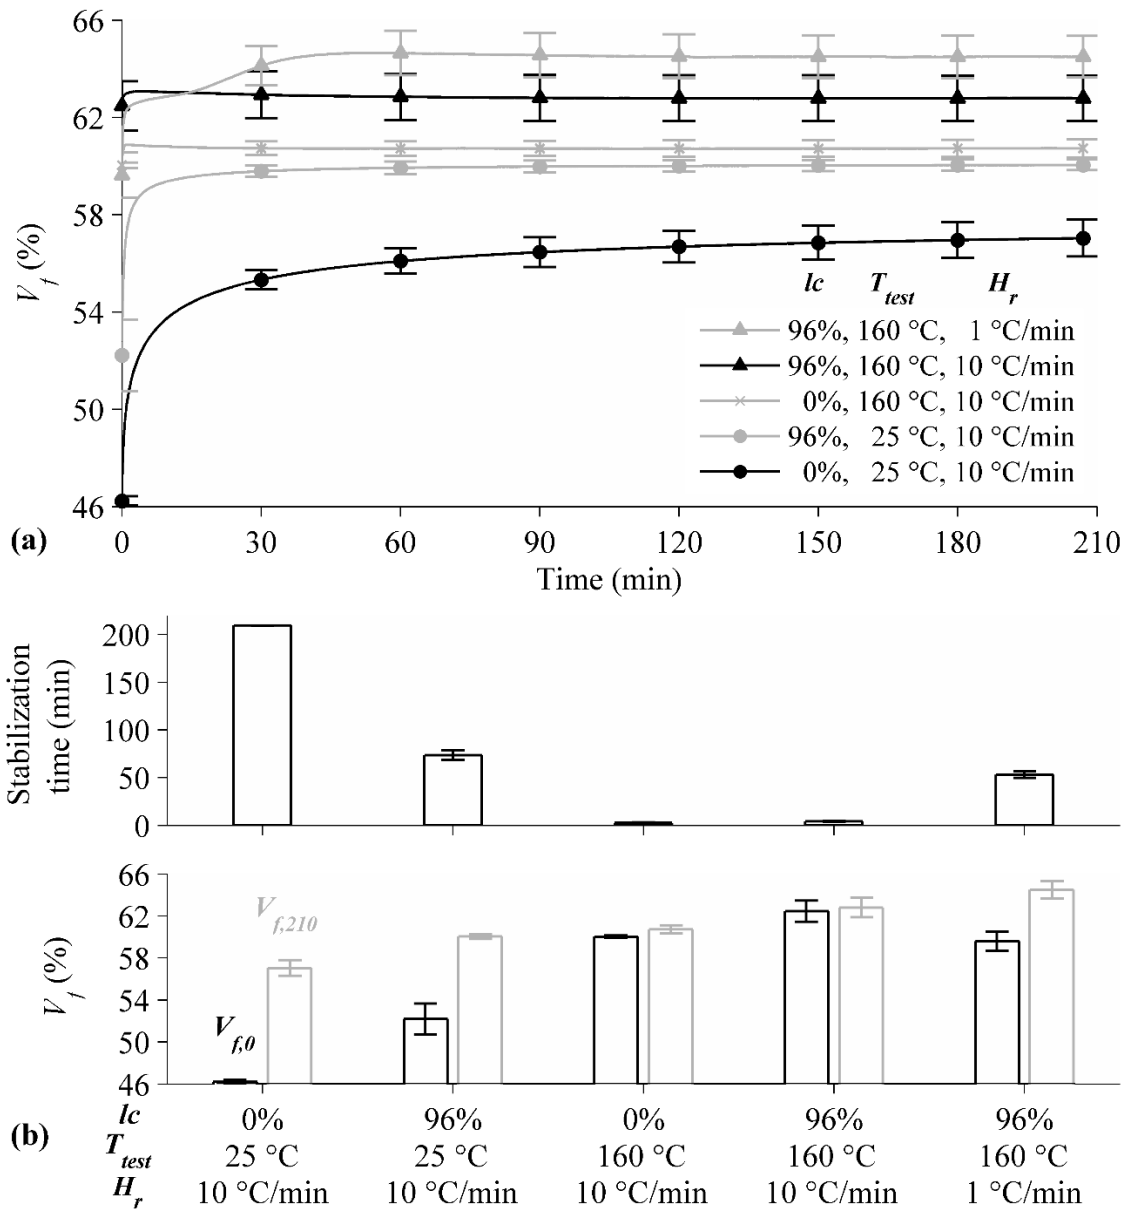 66
62
58
54
50
46
V_f (%)
lc T_test H_r
96%, 160 °C, 1 °C/min
96%, 160 °C, 10 °C/min
0%, 160 °C, 10 °C/min
96%, 25 °C, 10 °C/min
0%, 25 °C, 10 °C/min
(a)
0 30 60 90 120 150 180 210
Time (min)
Stabilization
time (min)
200
150
100
50
0
V_f (%)
66
62
58
54
50
46
V_f,210
V_f,0
(b)
lc 0% 96% 0% 96% 96%
T_test 25 °C 25 °C 160 °C 160 °C 160 °C
H_r 10 °C/min 10 °C/min 10 °C/min 10 °C/min 1 °C/min